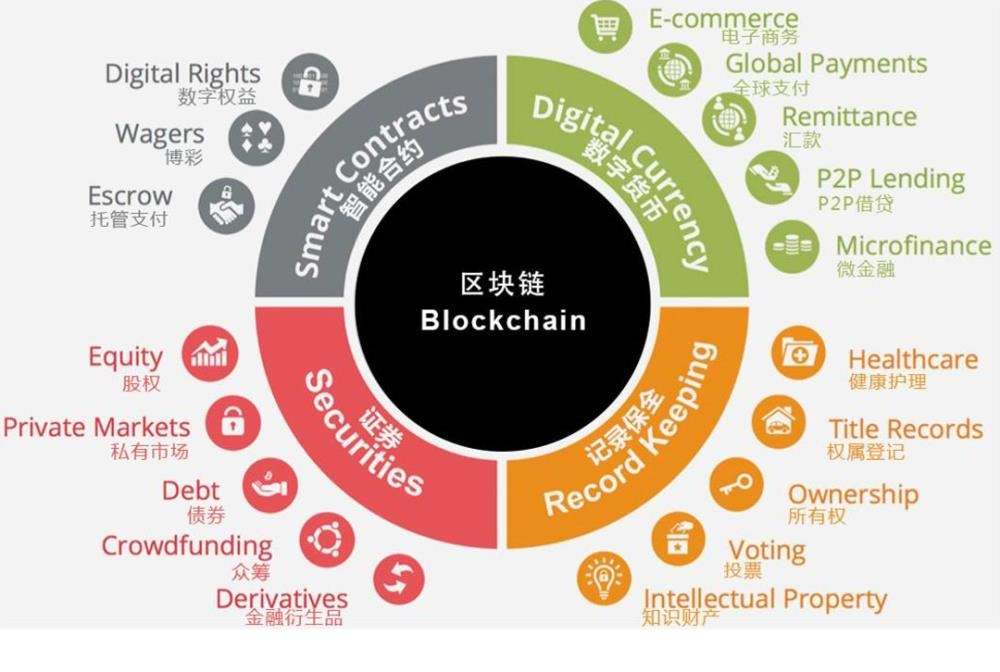 Digital Rights
数字权益
Wagers
博彩
Escrow
托管支付
Smart Contracts
智能合约
E-commerce
电子商务
Global Payments
全球支付
Remittance
汇款
P2P Lending
P2P借贷
Microfinance
微金融
Digital Currency
数字货币
区块链
Blockchain
Equity
股权
Private Markets
私有市场
Debt
债券
Crowdfunding
众筹
Derivatives
金融衍生品
证券
Securities
Healthcare
健康护理
Title Records
权属登记
Ownership
所有权
Voting
投票
Intellectual Property
知识财产
记录保全
Record Keeping